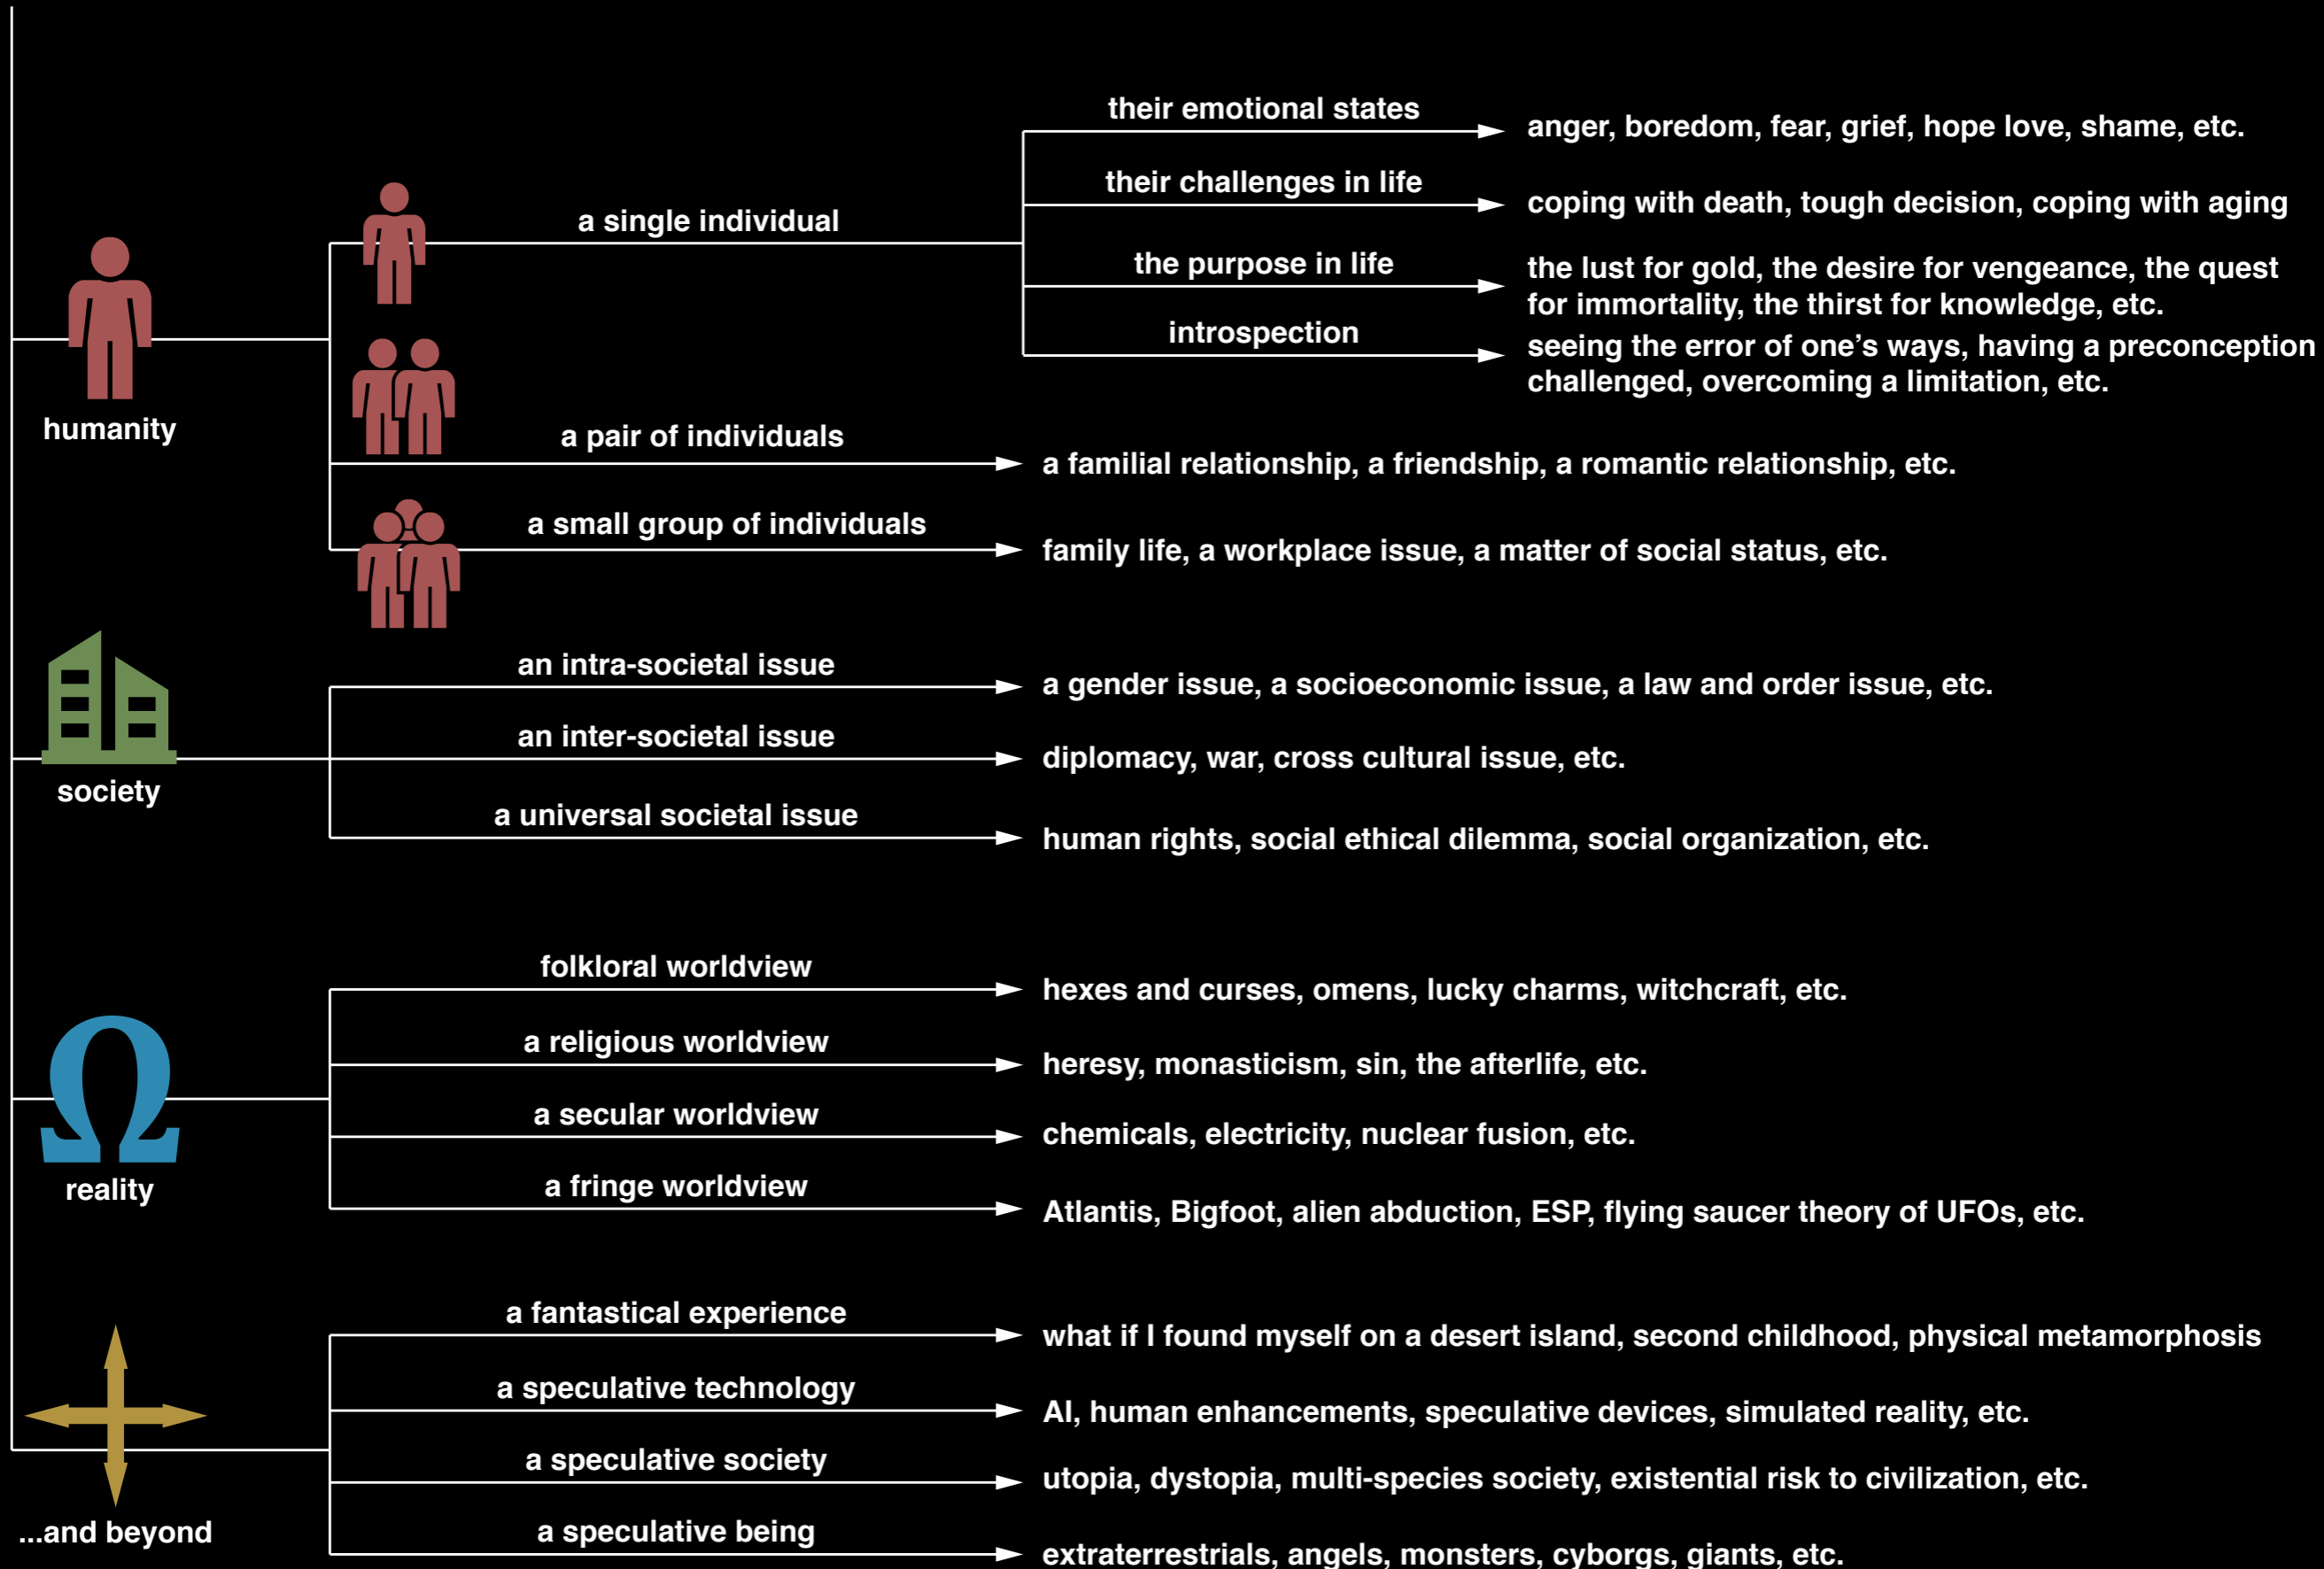 their emotional states
anger, boredom, fear, grief, hope love, shame, etc.
their challenges in life
coping with death, tough decision, coping with aging
a single individual
the purpose in life
the lust for gold, the desire for vengeance, the quest
for immortality, the thirst for knowledge, etc.
introspection
seeing the error of one's ways, having a preconception
challenged, overcoming a limitation, etc.
humanity
a pair of individuals
a familial relationship, a friendship, a romantic relationship, etc.
a small group of individuals
family life, a workplace issue, a matter of social status, etc.
an intra-societal issue
a gender issue, a socioeconomic issue, a law and order issue, etc.
an inter-societal issue
diplomacy, war, cross cultural issue, etc.
society
a universal societal issue
human rights, social ethical dilemma, social organization, etc.
folkloral worldview
hexes and curses, omens, lucky charms, witchcraft, etc.
a religious worldview
heresy, monasticism, sin, the afterlife, etc.
Ω
a secular worldview
chemicals, electricity, nuclear fusion, etc.
reality
a fringe worldview
Atlantis, Bigfoot, alien abduction, ESP, flying saucer theory of UFOs, etc.
a fantastical experience
what if I found myself on a desert island, second childhood, physical metamorphosis
a speculative technology
AI, human enhancements, speculative devices, simulated reality, etc.
a speculative society
utopia, dystopia, multi-species society, existential risk to civilization, etc.
...and beyond
a speculative being
extraterrestrials, angels, monsters, cyborgs, giants, etc.